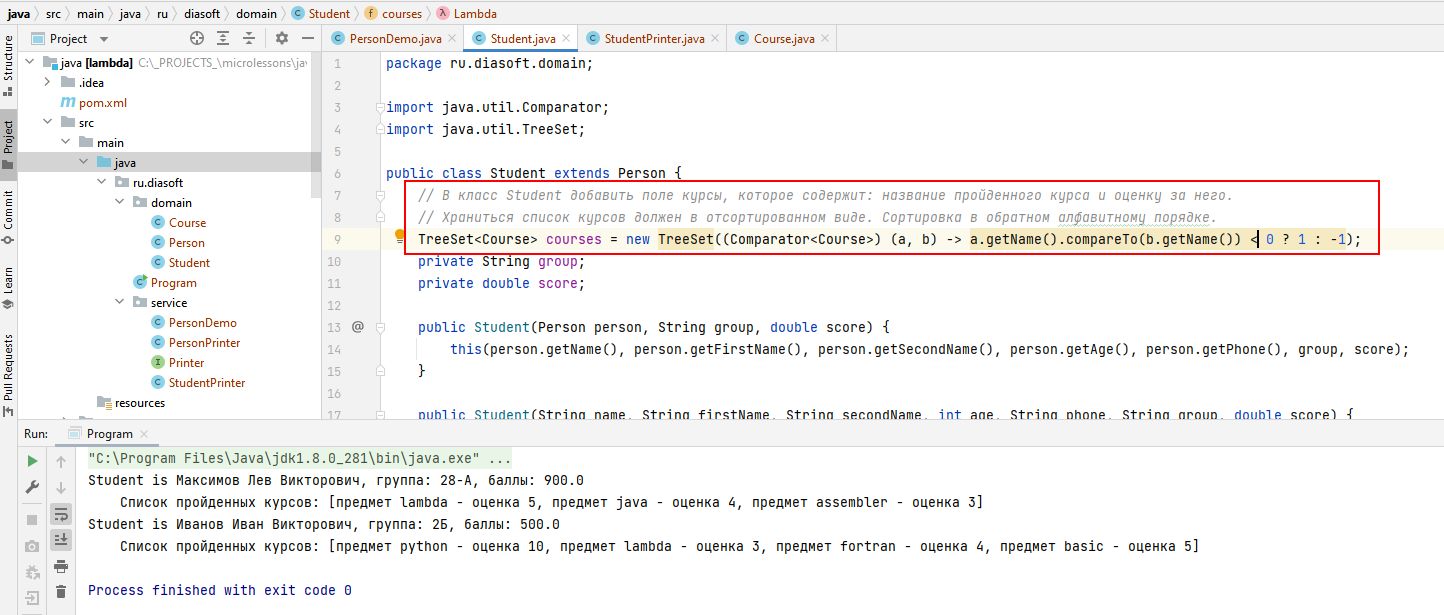 java src main java ru diasoft domain Student courses Lambda
Project
PersonDemo.java Student.java StudentPrinter.java Course.java
Structure
Project
Commit
Learn
Pull Requests
java [lambda] C:\_PROJECTS_\microlessons\jav
.idea
pom.xml
src
main
java
ru.diasoft
domain
Course
Person
Student
Program
service
PersonDemo
PersonPrinter
Printer
StudentPrinter
resources
1 package ru.diasoft.domain;
2
3 import java.util.Comparator;
4 import java.util.TreeSet;
5
6 public class Student extends Person {
7 // В класс Student добавить поле курсы, которое содержит: название пройденного курса и оценку за него.
8 // Храниться список курсов должен в отсортированном виде. Сортировка в обратном алфавитному порядке.
9 TreeSet<Course> courses = new TreeSet((Comparator<Course>) (a, b) -> a.getName().compareTo(b.getName()) < 0 ? 1 : -1);
10 private String group;
11 private double score;
12
13 @ public Student(Person person, String group, double score) {
14 this(person.getName(), person.getFirstName(), person.getSecondName(), person.getAge(), person.getPhone(), group, score);
15 }
16
17 public Student(String name, String firstName, String secondName, int age, String phone, String group, double score) {
Run: Program
"C:\Program Files\Java\jdk1.8.0_281\bin\java.exe" ...
Student is Максимов Лев Викторович, группа: 28-А, баллы: 900.0
Список пройденных курсов: [предмет lambda - оценка 5, предмет java - оценка 4, предмет assembler - оценка 3]
Student is Иванов Иван Викторович, группа: 2Б, баллы: 500.0
Список пройденных курсов: [предмет python - оценка 10, предмет lambda - оценка 3, предмет fortran - оценка 4, предмет basic - оценка 5]
Process finished with exit code 0